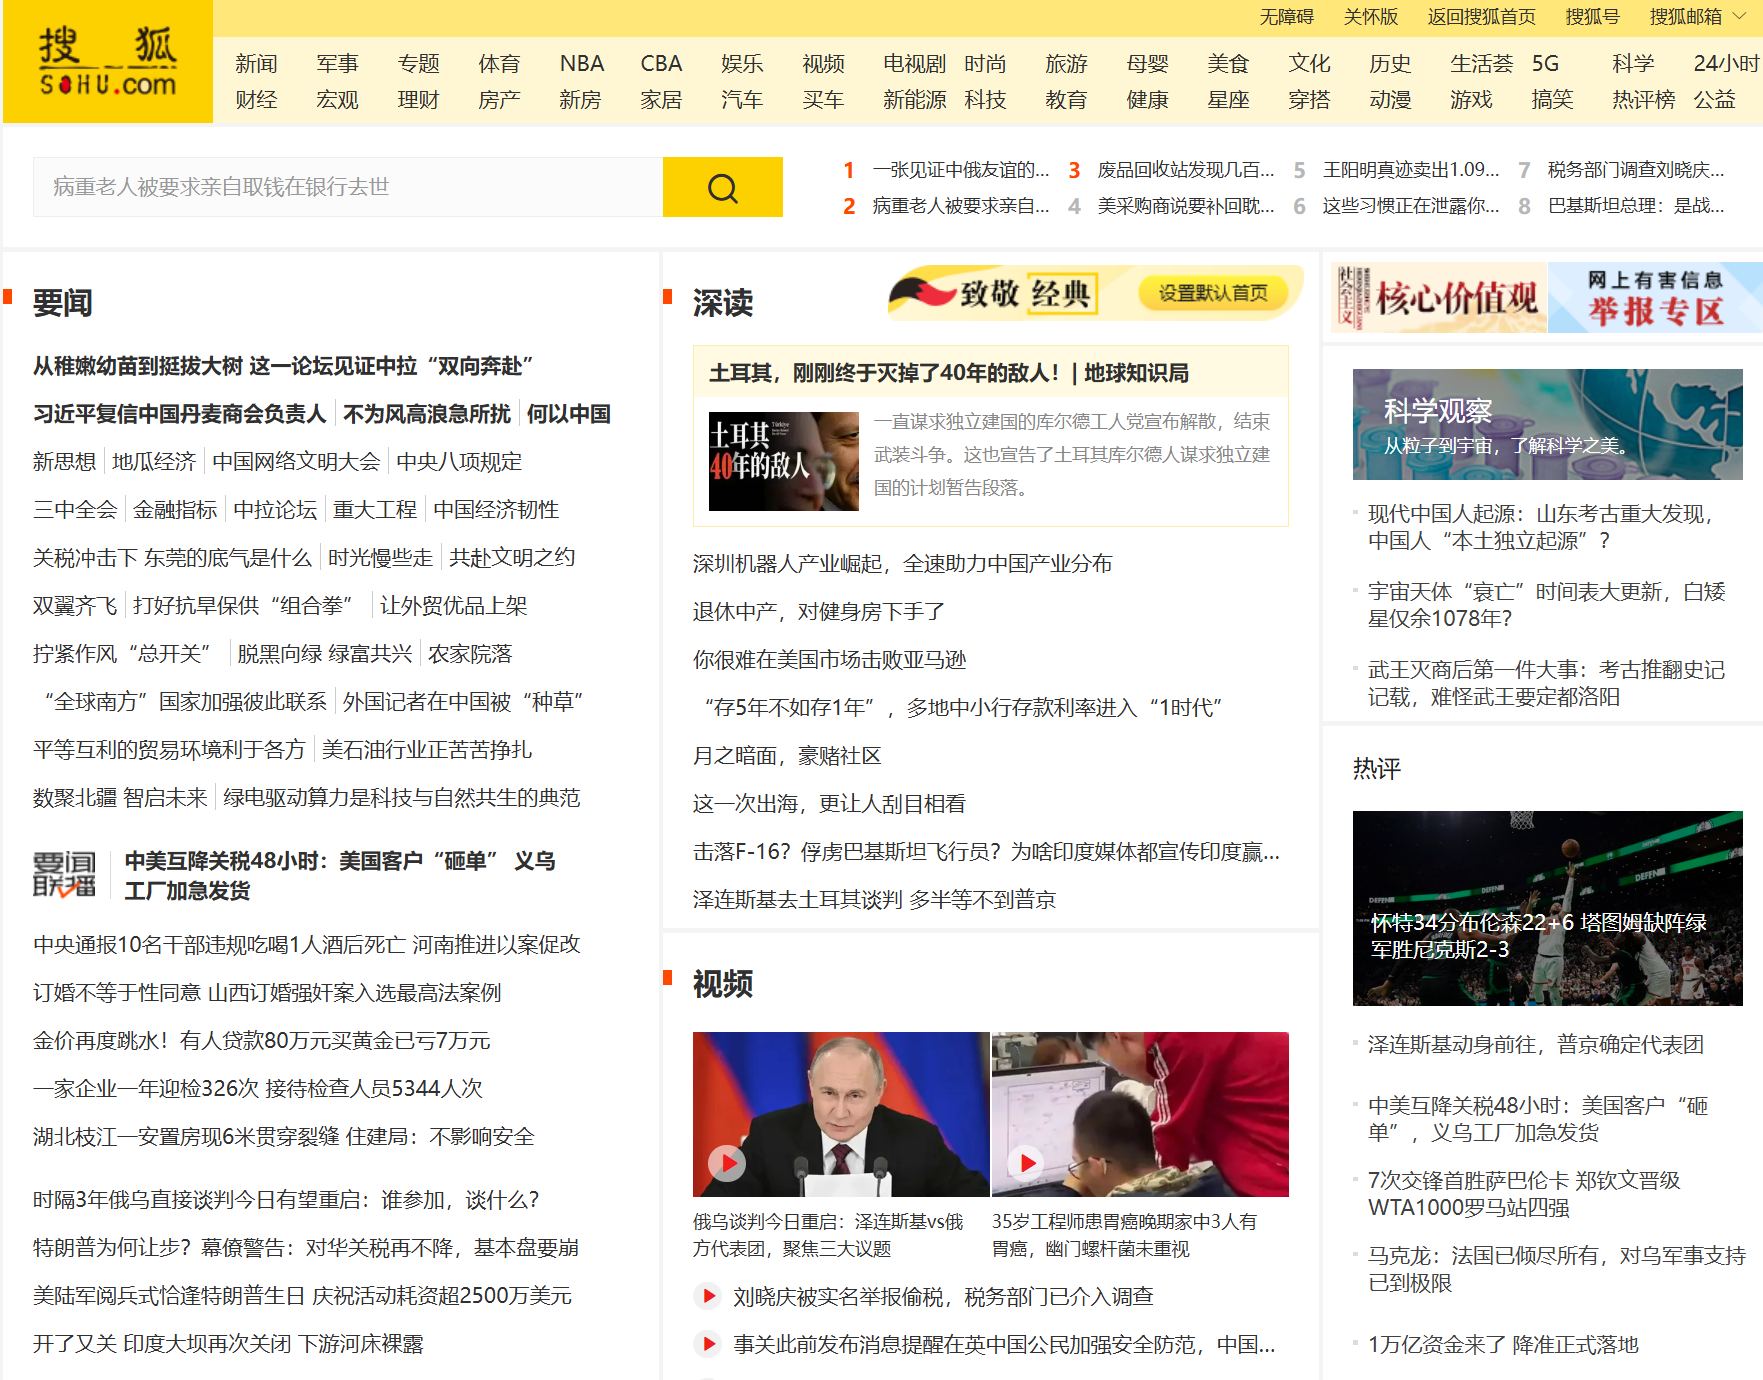 搜狐
SOHU.com
无障碍 关怀版 返回搜狐首页 搜狐号 搜狐邮箱
新闻 军事 专题 体育 NBA CBA 娱乐 视频 电视剧 时尚 旅游 母婴 美食 文化 历史 生活荟 5G 科学 24小时
财经 宏观 理财 房产 新房 家居 汽车 买车 新能源 科技 教育 健康 星座 穿搭 动漫 游戏 搞笑 热评榜 公益
病重老人被要求亲自取钱在银行去世
1 一张见证中俄友谊的... 3 废品回收站发现几百... 5 王阳明真迹卖出1.09... 7 税务部门调查刘晓庆...
2 病重老人被要求亲自... 4 美采购商说要补回耽... 6 这些习惯正在泄露你... 8 巴基斯坦总理：是战...
要闻
从稚嫩幼苗到挺拔大树 这一论坛见证中拉“双向奔赴”
习近平复信中国丹麦商会负责人 不为风高浪急所扰 何以中国
新思想 地瓜经济 中国网络文明大会 中央八项规定
三中全会 金融指标 中拉论坛 重大工程 中国经济韧性
关税冲击下 东莞的底气是什么 时光慢些走 共赴文明之约
双翼齐飞 打好抗旱保供“组合拳” 让外贸优品上架
拧紧作风“总开关” 脱黑向绿 绿富共兴 农家院落
“全球南方”国家加强彼此联系 外国记者在中国被“种草”
平等互利的贸易环境利于各方 美石油行业正苦苦挣扎
数聚北疆 智启未来 绿电驱动算力是科技与自然共生的典范
要闻联播
中美互降关税48小时：美国客户“砸单” 义乌
工厂加急发货
中央通报10名干部违规吃喝1人酒后死亡 河南推进以案促改
订婚不等于性同意 山西订婚强奸案入选最高法案例
金价再度跳水！有人贷款80万元买黄金已亏7万元
一家企业一年迎检326次 接待检查人员5344人次
湖北枝江一安置房现6米贯穿裂缝 住建局：不影响安全
时隔3年俄乌直接谈判今日有望重启：谁参加，谈什么？
特朗普为何让步？幕僚警告：对华关税再不降，基本盘要崩
美陆军阅兵式恰逢特朗普生日 庆祝活动耗资超2500万美元
开了又关 印度大坝再次关闭 下游河床裸露
深读
致敬 经典
设置默认首页
土耳其，刚刚终于灭掉了40年的敌人！| 地球知识局
土耳其
Türkiye
40年的敌人
一直谋求独立建国的库尔德工人党宣布解散，结束
武装斗争。这也宣告了土耳其库尔德人谋求独立建
国的计划暂告段落。
深圳机器人产业崛起，全速助力中国产业分布
退休中产，对健身房下手了
你很难在美国市场击败亚马逊
“存5年不如存1年”，多地中小行存款利率进入“1时代”
月之暗面，豪赌社区
这一次出海，更让人刮目相看
击落F-16？俘虏巴基斯坦飞行员？为啥印度媒体都宣传印度赢...
泽连斯基去土耳其谈判 多半等不到普京
视频
俄乌谈判今日重启：泽连斯基vs俄
方代表团，聚焦三大议题
35岁工程师患胃癌晚期家中3人有
胃癌，幽门螺杆菌未重视
刘晓庆被实名举报偷税，税务部门已介入调查
事关此前发布消息提醒在英中国公民加强安全防范，中国...
社会主义
核心价值观
网上有害信息
举报专区
科学观察
从粒子到宇宙，了解科学之美。
现代中国人起源：山东考古重大发现，
中国人“本土独立起源”？
宇宙天体“衰亡”时间表大更新，白矮
星仅余1078年？
武王灭商后第一件大事：考古推翻史记
记载，难怪武王要定都洛阳
热评
怀特34分布伦森22+6 塔图姆缺阵绿
军胜尼克斯2-3
泽连斯基动身前往，普京确定代表团
中美互降关税48小时：美国客户“砸
单”，义乌工厂加急发货
7次交锋首胜萨巴伦卡 郑钦文晋级
WTA1000罗马站四强
马克龙：法国已倾尽所有，对乌军事支持
已到极限
1万亿资金来了 降准正式落地